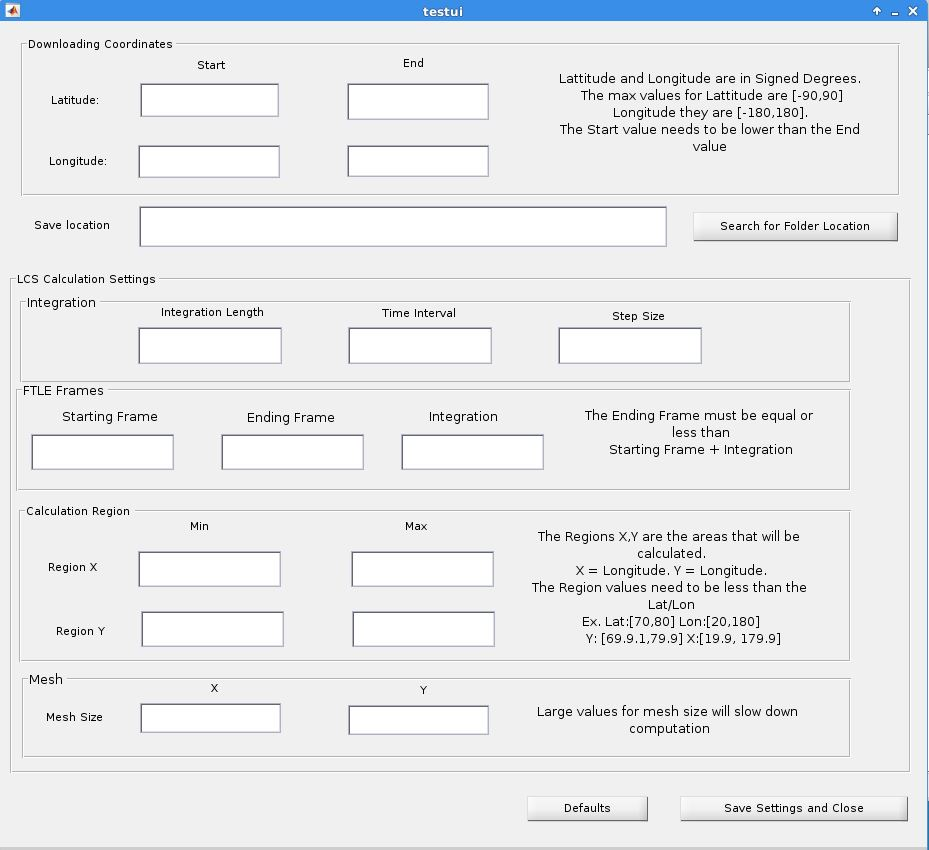 testui
Downloading Coordinates
Start
End
Latitude:
Longitude:
Lattitude and Longitude are in Signed Degrees.
The max values for Lattitude are [-90,90]
Longitude they are [-180,180].
The Start value needs to be lower than the End
value
Save location
Search for Folder Location
LCS Calculation Settings
Integration
Integration Length
Time Interval
Step Size
FTLE Frames
Starting Frame
Ending Frame
Integration
The Ending Frame must be equal or
less than
Starting Frame + Integration
Calculation Region
Min
Max
Region X
Region Y
The Regions X,Y are the areas that will be
calculated.
X = Longitude. Y = Longitude.
The Region values need to be less than the
Lat/Lon
Ex. Lat:[70,80] Lon:[20,180]
Y: [69.9.1,79.9] X:[19.9, 179.9]
Mesh
X
Y
Mesh Size
Large values for mesh size will slow down
computation
Defaults
Save Settings and Close